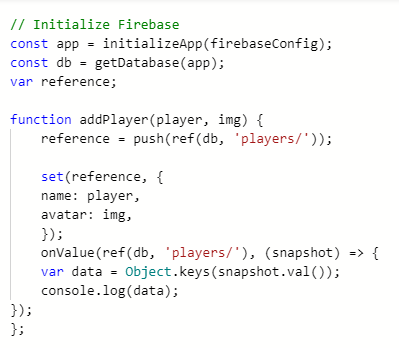 // Initialize Firebase
const app = initializeApp(firebaseConfig);
const db = getDatabase(app);
var reference;
function addPlayer(player, img) {
reference = push(ref(db, 'players/'));
set(reference, {
name: player,
avatar: img,
});
onValue(ref(db, 'players/'), (snapshot) => {
var data = Object.keys(snapshot.val());
console.log(data);
});
};